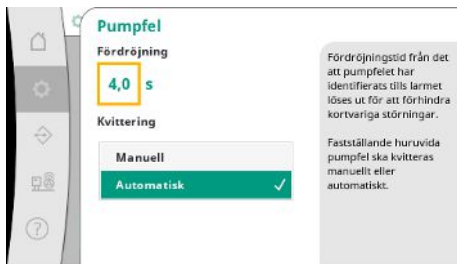 Pumpfel
Fördröjning
4,0 s
Kvittering
Manuell
Automatisk
Fördröjningstid från det
att pumpfelet har
identifierats tills larmet
löses ut för att förhindra
kortvariga störningar.
Fastställande huruvida
pumpfel ska kvitteras
manuellt eller
automatiskt.